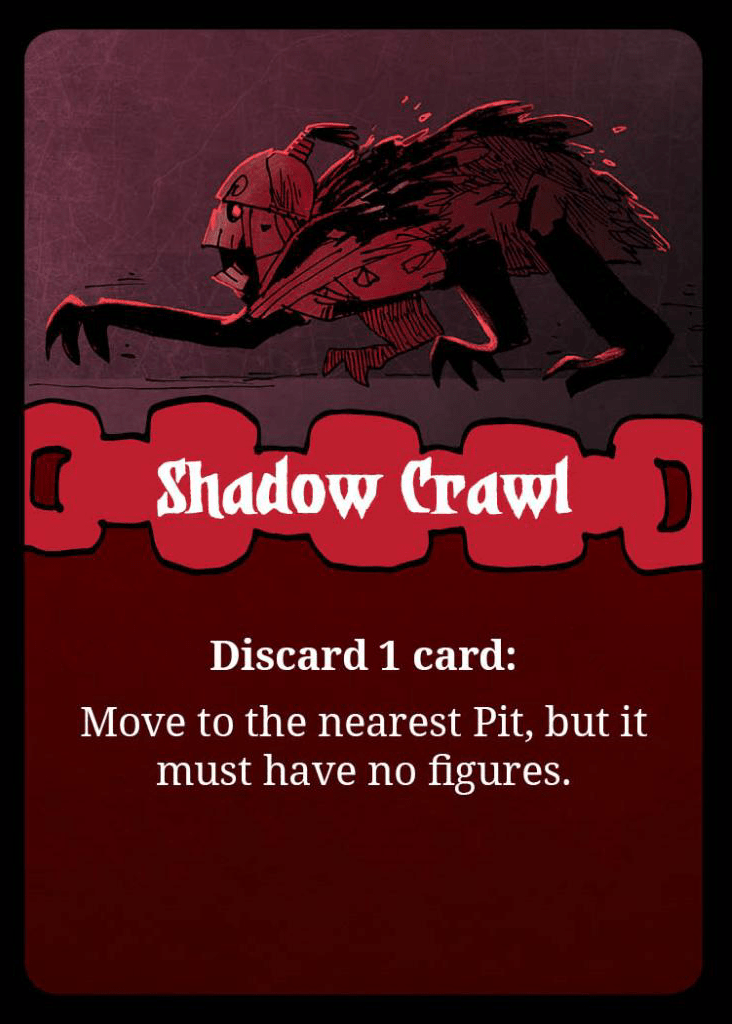 Shadow Crawl
Discard 1 card:
Move to the nearest Pit, but it
must have no figures.